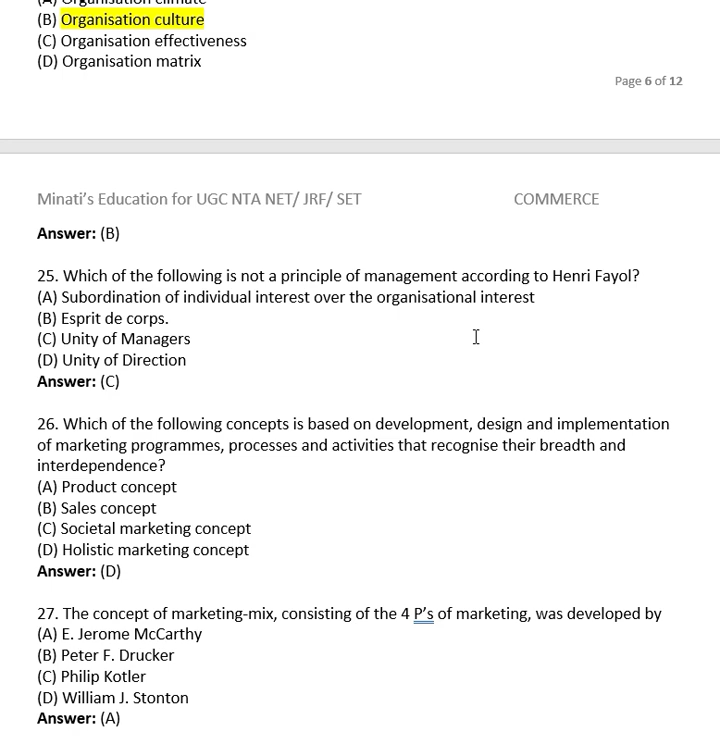 (A) Organisation climate
(B) Organisation culture
(C) Organisation effectiveness
(D) Organisation matrix
Page 6 of 12
Minati’s Education for UGC NTA NET/ JRF/ SET COMMERCE
Answer: (B)
25. Which of the following is not a principle of management according to Henri Fayol?
(A) Subordination of individual interest over the organisational interest
(B) Esprit de corps.
(C) Unity of Managers
(D) Unity of Direction
Answer: (C)
26. Which of the following concepts is based on development, design and implementation
of marketing programmes, processes and activities that recognise their breadth and
interdependence?
(A) Product concept
(B) Sales concept
(C) Societal marketing concept
(D) Holistic marketing concept
Answer: (D)
27. The concept of marketing-mix, consisting of the 4 P’s of marketing, was developed by
(A) E. Jerome McCarthy
(B) Peter F. Drucker
(C) Philip Kotler
(D) William J. Stonton
Answer: (A)